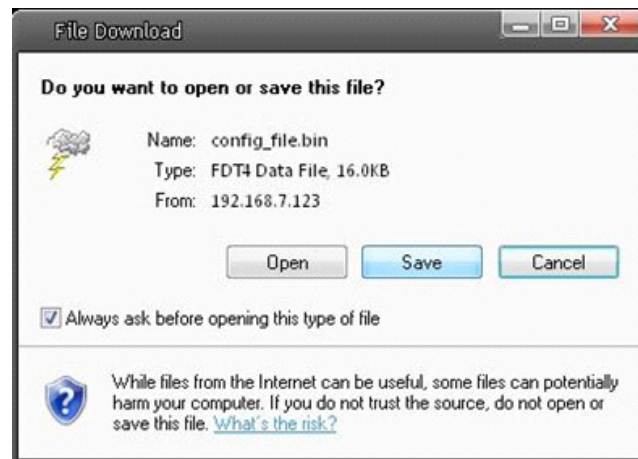 File Download
Do you want to open or save this file?
Name: config_file.bin
Type: FDT4 Data File, 16.0KB
From: 192.168.7.123
Open Save Cancel
Always ask before opening this type of file
While files from the Internet can be useful, some files can potentially
harm your computer. If you do not trust the source, do not open or
save this file. What's the risk?